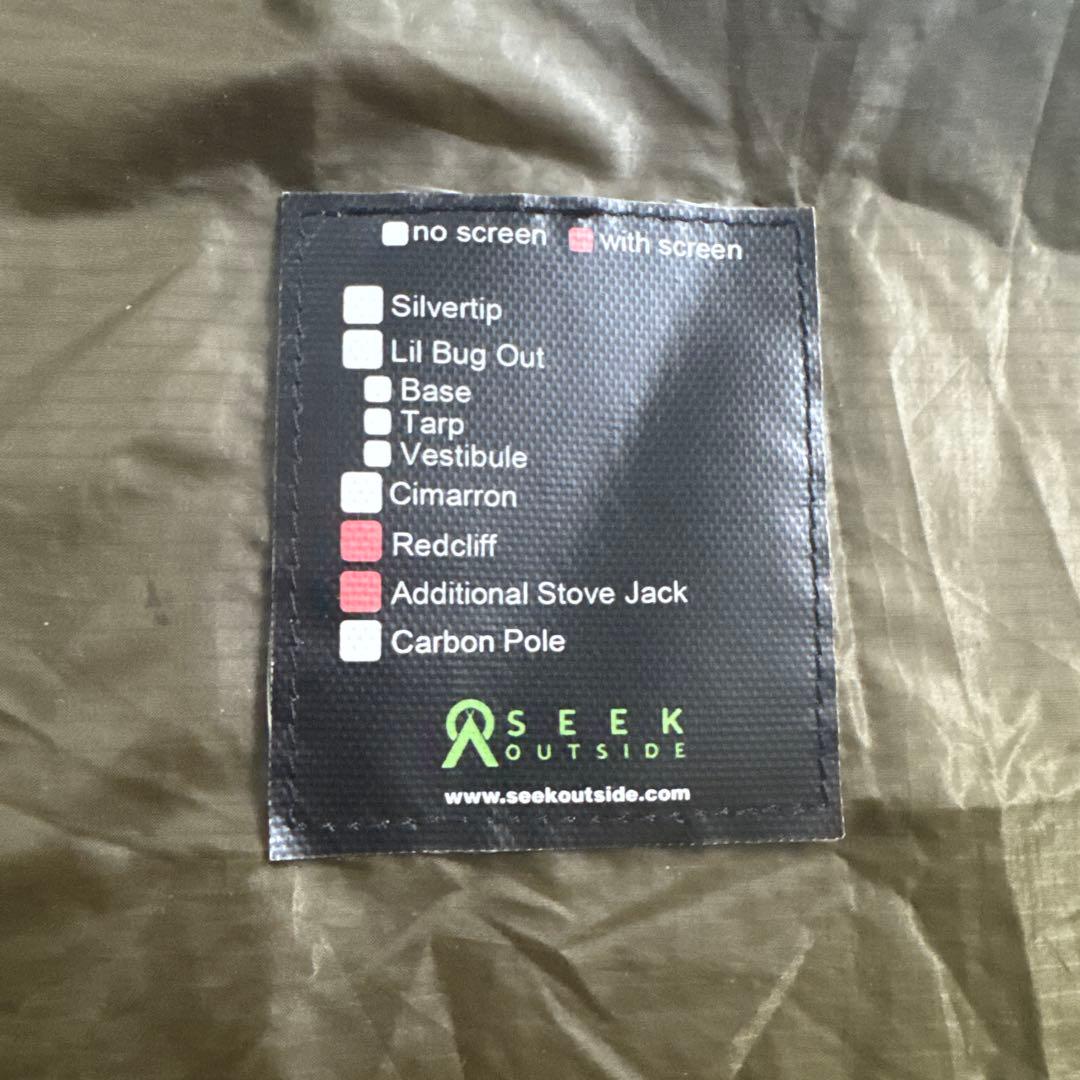 no screen with screen
Silvertip
Lil Bug Out
Base
Tarp
Vestibule
Cimarron
Redcliff
Additional Stove Jack
Carbon Pole
SEEK
OUTSIDE
www.seekoutside.com